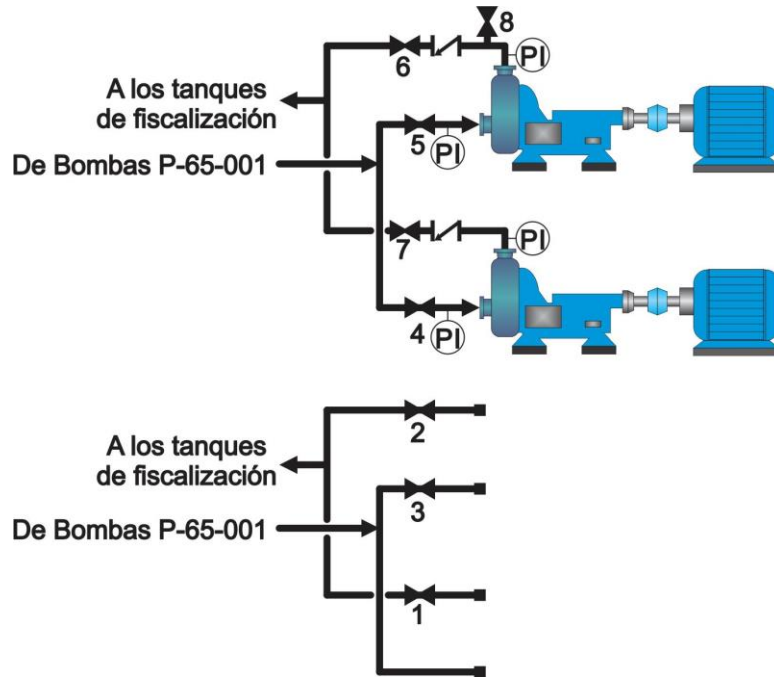 8
6
PI
A los tanques
de fiscalización
5
PI
De Bombas P-65-001
7
PI
4
PI
2
A los tanques
de fiscalización
3
De Bombas P-65-001
1